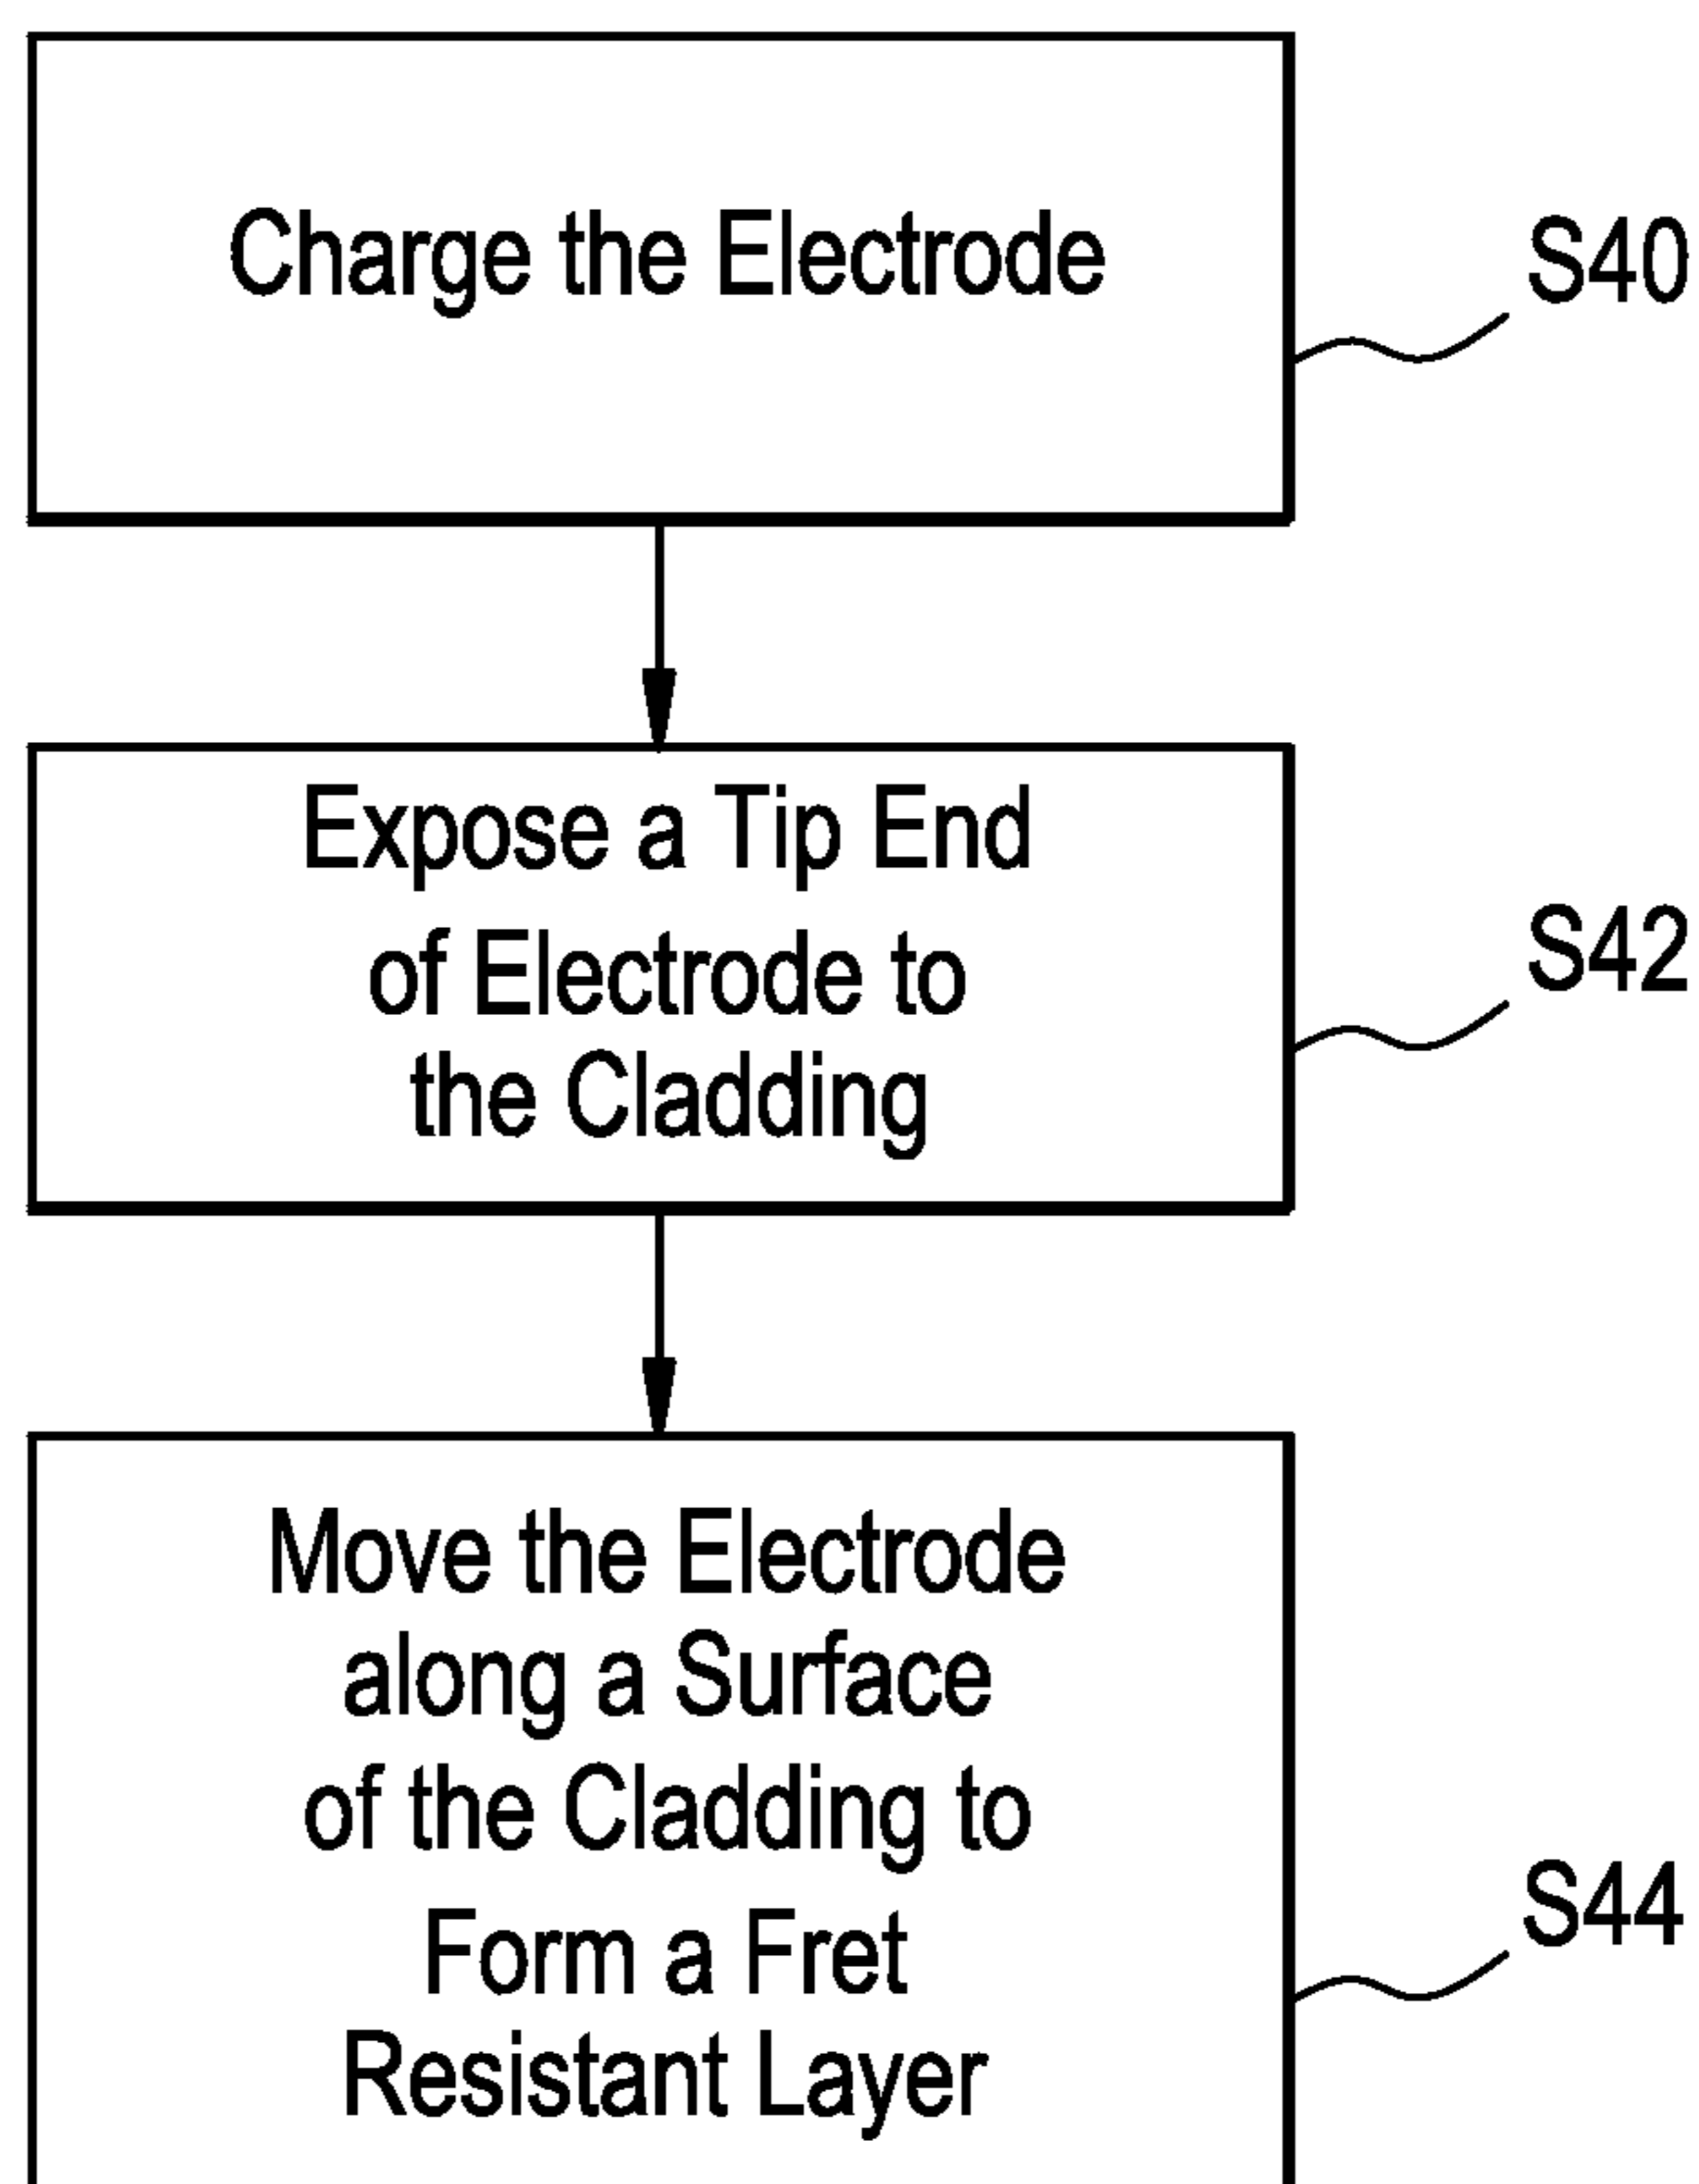 Charge the Electrode
S40
Expose a Tip End
of Electrode to
the Cladding
S42
Move the Electrode
along a Surface
of the Cladding to
Form a Fret
Resistant Layer
S44